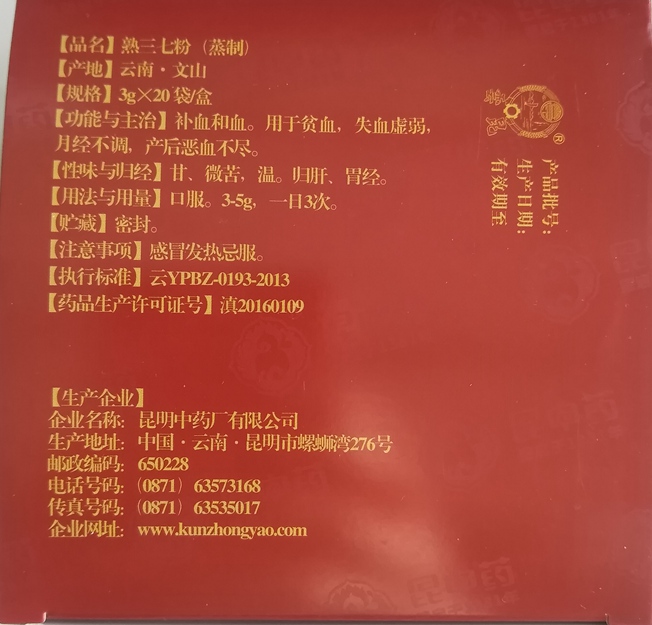 【品名】熟三七粉（蒸制）
【产地】云南·文山
【规格】3g×20袋/盒
【功能与主治】补血和血。用于贫血，失血虚弱，
月经不调，产后恶血不尽。
【性味与归经】甘、微苦，温。归肝、胃经。
【用法与用量】口服。3-5g，一日3次。
【贮藏】密封。
【注意事项】感冒发热忌服。
【执行标准】云YPBZ-0193-2013
【药品生产许可证号】滇20160109
【生产企业】
企业名称：昆明中药厂有限公司
生产地址：中国·云南·昆明市螺蛳湾276号
邮政编码：650228
电话号码：（0871）63573168
传真号码：（0871）63535017
企业网址：www.kunzhongyao.com
®
产品批号：
生产日期：
有效期至